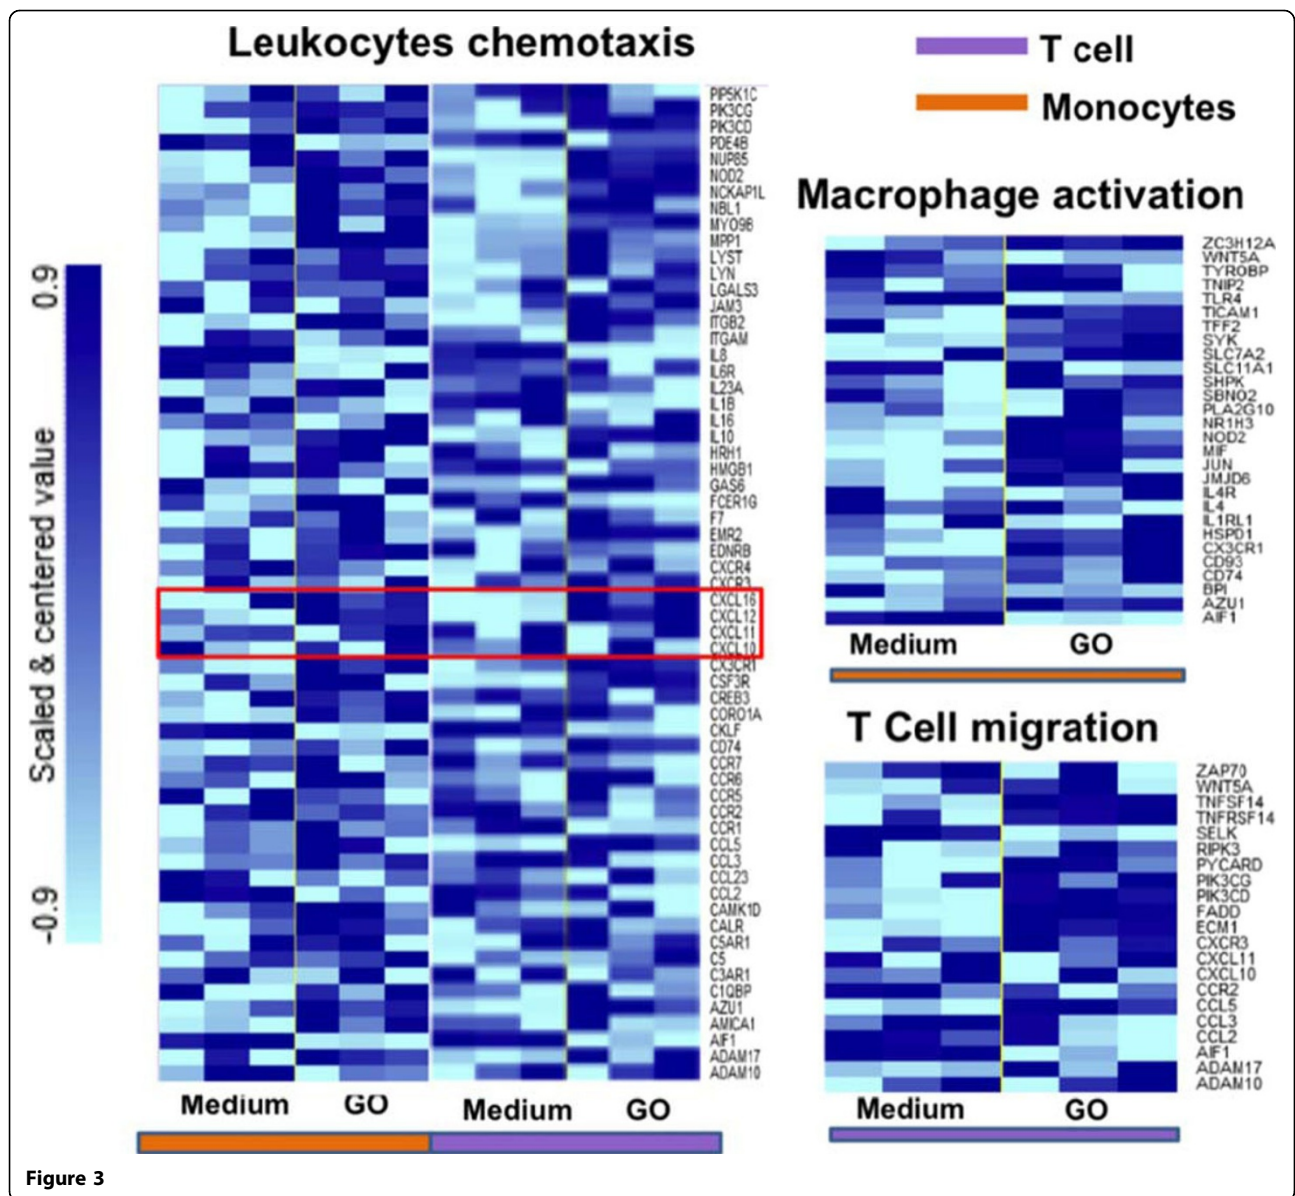 Leukocytes chemotaxis
T cell
Monocytes
0.9
Scaled & centered value
-0.9
PIP5K1C
PIK3CG
PIK3CD
PDE4B
NUP85
NOD2
NCKAP1L
NBL1
MYO9B
MPP1
LYST
LYN
LGALS3
JAM3
ITGB2
ITGAM
IL8
IL6R
IL23A
IL1B
IL16
IL10
HRH1
HMGB1
GAS6
FCER1G
F7
EMR2
EDNRB
CXCR4
CXCR3
CXCL16
CXCL12
CXCL11
CXCL10
CX3CR1
CSF3R
CREB3
CORO1A
CKLF
CD74
CCR7
CCR6
CCR5
CCR2
CCR1
CCL5
CCL3
CCL23
CCL2
CAMK1D
CALR
C5AR1
C5
C3AR1
C1QBP
AZU1
AMICA1
AIF1
ADAM17
ADAM10
Medium GO Medium GO
Macrophage activation
ZC3H12A
WNT5A
TYROBP
TNIP2
TLR4
TICAM1
TFF2
SYK
SLC7A2
SLC11A1
SHPK
SBNO2
PLA2G10
NR1H3
NOD2
MIF
JUN
JMJD6
IL4R
IL4
IL1RL1
HSPD1
CX3CR1
CD93
CD74
BPI
AZU1
AIF1
Medium GO
T Cell migration
ZAP70
WNT5A
TNFSF14
TNFRSF14
SELK
RIPK3
PYCARD
PIK3CG
PIK3CD
FADD
ECM1
CXCR3
CXCL11
CXCL10
CCR2
CCL5
CCL3
CCL2
AIF1
ADAM17
ADAM10
Medium GO
Figure 3